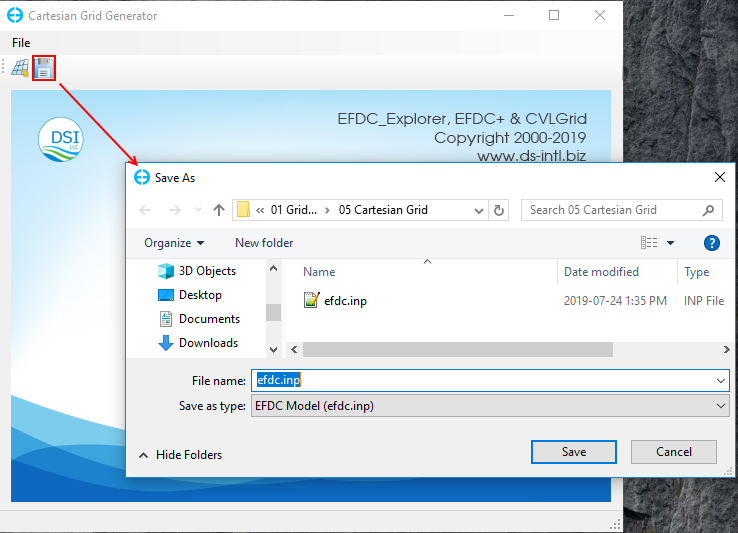 Cartesian Grid Generator
File
DSI
LLC
EFDC_Explorer, EFDC+ & CVLGrid
Copyright 2000-2019
www.ds-intl.biz
Save As
« 01 Grid... > 05 Cartesian Grid
Search 05 Cartesian Grid
Organize
New folder
?
3D Objects
Desktop
Documents
Downloads
Name
Date modified
Type
efdc.inp
2019-07-24 1:35 PM
INP File
File name:
efdc.inp
Save as type:
EFDC Model (efdc.inp)
Hide Folders
Save
Cancel